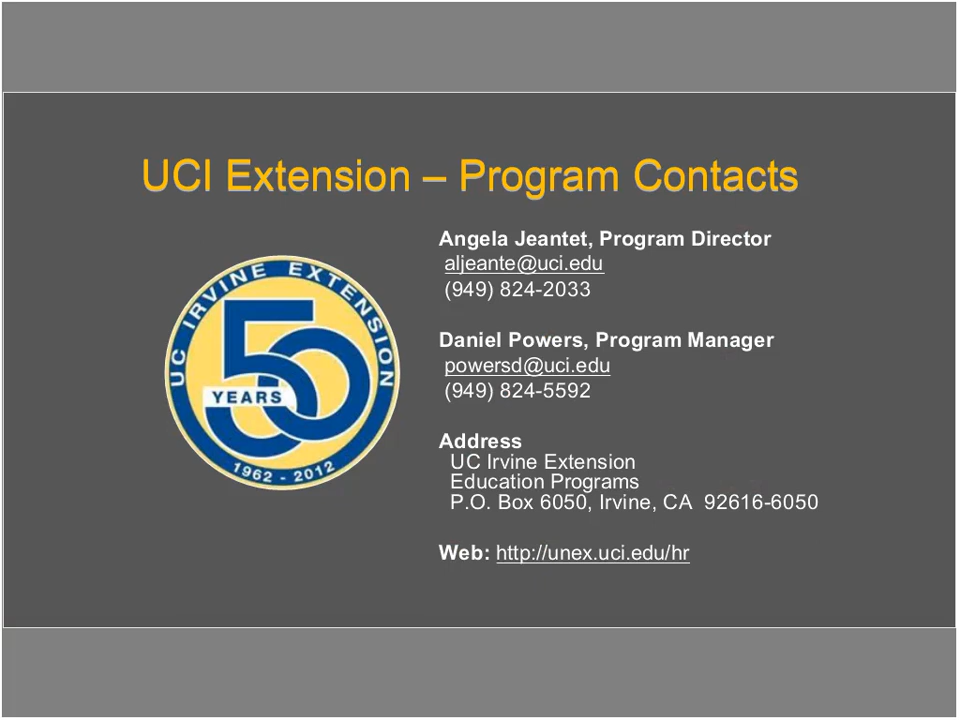 UCI Extension – Program Contacts
UC IRVINE EXTENSION
50
YEARS
1962 - 2012
Angela Jeantet, Program Director
aljeante@uci.edu
(949) 824-2033
Daniel Powers, Program Manager
powersd@uci.edu
(949) 824-5592
Address
UC Irvine Extension
Education Programs
P.O. Box 6050, Irvine, CA 92616-6050
Web: http://unex.uci.edu/hr